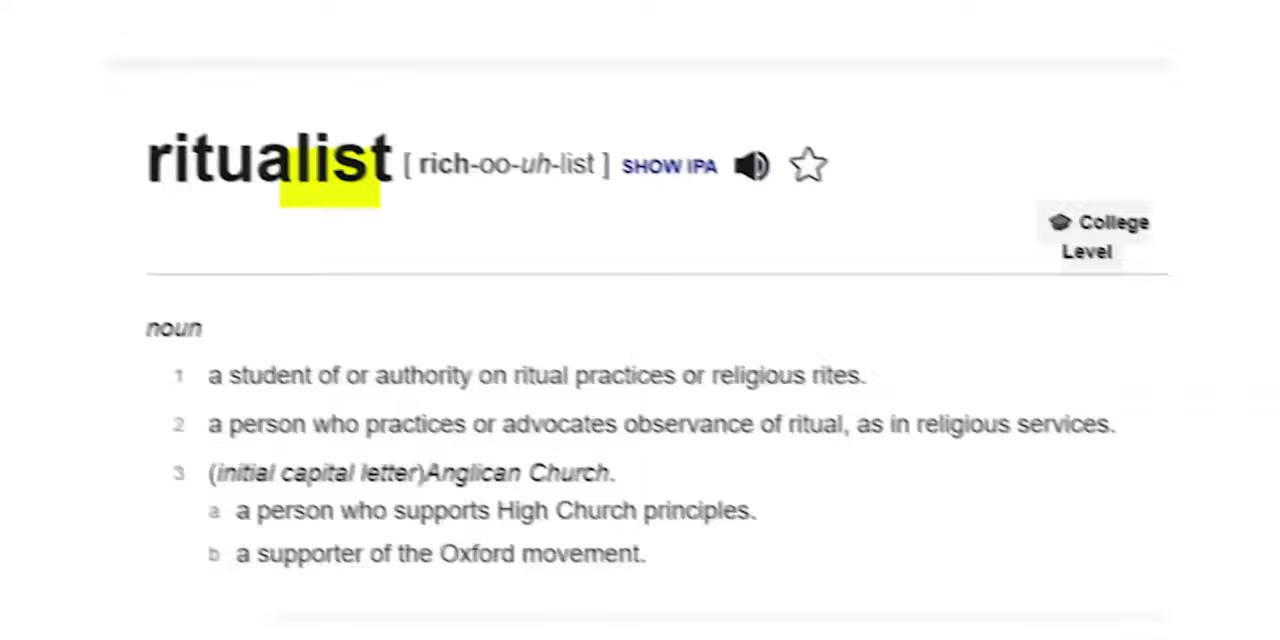 ritualist [ rich-oo-uh-list ] SHOW IPA
College
Level
noun
1 a student of or authority on ritual practices or religious rites.
2 a person who practices or advocates observance of ritual, as in religious services.
3 (initial capital letter)Anglican Church.
a a person who supports High Church principles.
b a supporter of the Oxford movement.